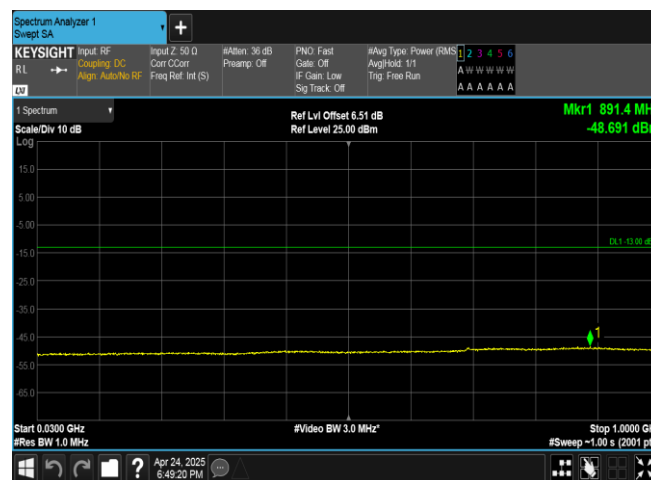 Spectrum Analyzer 1
Swept SA
+
KEYSIGHT
RL
LXI
Input: RF
Coupling: DC
Align: Auto/No RF
Input Z: 50 Ω
Corr CCorr
Freq Ref: Int (S)
#Atten: 36 dB
Preamp: Off
PNO: Fast
Gate: Off
IF Gain: Low
Sig Track: Off
#Avg Type: Power (RMS
Avg|Hold: 1/1
Trig: Free Run
1 2 3 4 5 6
A W W W W W
A A A A A A
1 Spectrum
Scale/Div 10 dB
Log
Ref Lvl Offset 6.51 dB
Ref Level 25.00 dBm
Mkr1 891.4 MH
-48.691 dB
15.0
5.00
-5.00
-15.0
-25.0
-35.0
-45.0
-55.0
-65.0
DL1 -13.00 dB
1
Start 0.0300 GHz
#Res BW 1.0 MHz
#Video BW 3.0 MHz*
Stop 1.0000 G
#Sweep ~1.00 s (2001 pt
?
Apr 24, 2025
6:49:20 PM